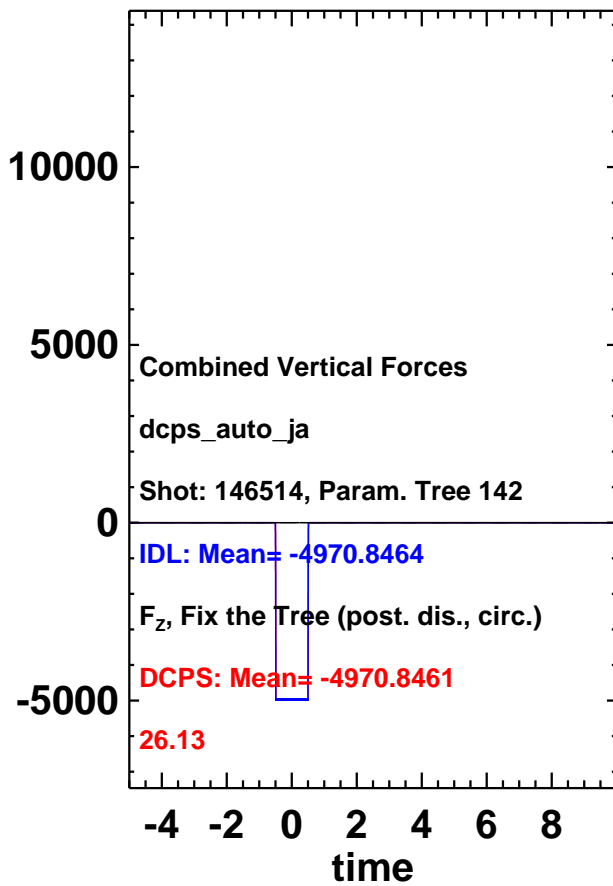 10000
5000
Combined Vertical Forces
dcps_auto_ja
Shot: 146514, Param. Tree 142
0
IDL: Mean= -4970.8464
Fz, Fix the Tree (post. dis., circ.)
DCPS: Mean= -4970.8461
-5000
26.13
-4 -2 0 2 4 6 8
time